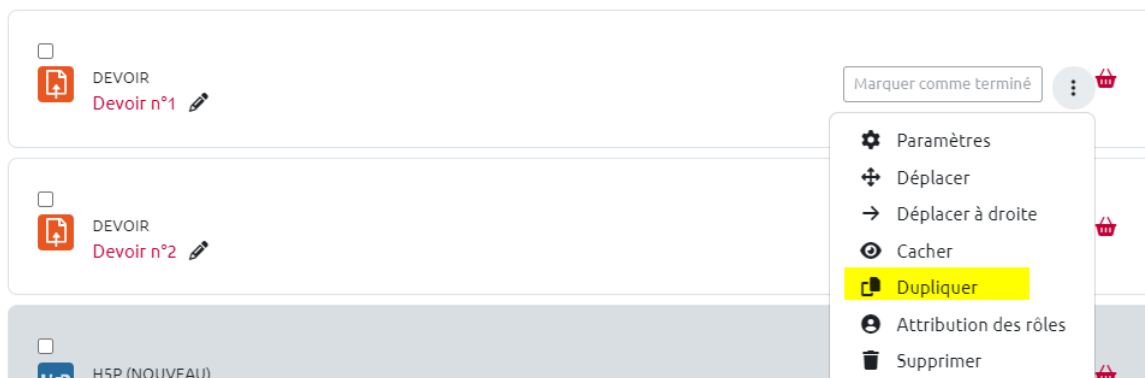 DEVOIR
Devoir n°1
Marquer comme terminé
Paramètres
Déplacer
Déplacer à droite
Cacher
Dupliquer
Attribution des rôles
Supprimer
DEVOIR
Devoir n°2
H5P (NOUVEAU)